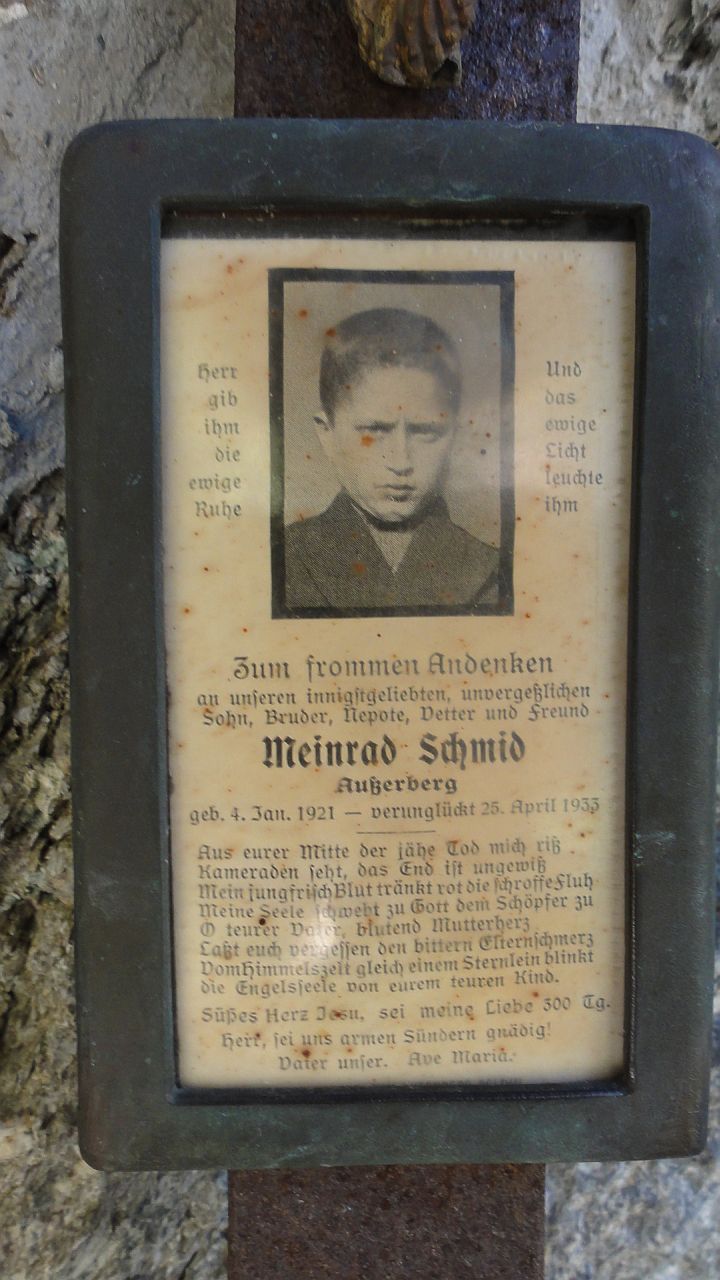 Herr
gib
ihm
die
ewige
Ruhe
Und
das
ewige
Licht
leuchte
ihm
Zum frommen Andenken
an unseren innigstgeliebten, unvergeßlichen
Sohn, Bruder, Nepote, Vetter und Freund
Meinrad Schmid
Außerberg
geb. 4. Jan. 1921 — verunglückt 25. April 1933
Aus eurer Mitte der jähe Tod mich riß
Kameraden seht, das End ist ungewiß
Mein jungfrisch Blut tränkt rot die schroffe Fluh
Meine Seele schwebt zu Gott dem Schöpfer zu
O teurer Vater, blutend Mutterherz
Laßt euch vergessen den bittern Elternschmerz
Vom Himmelszelt gleich einem Sternlein blinkt
die Engelsseele von eurem teuren Kind.
Süßes Herz Jesu, sei meine Liebe 300 Tg.
Herr, sei uns armen Sündern gnädig!
Vater unser. Ave Maria.